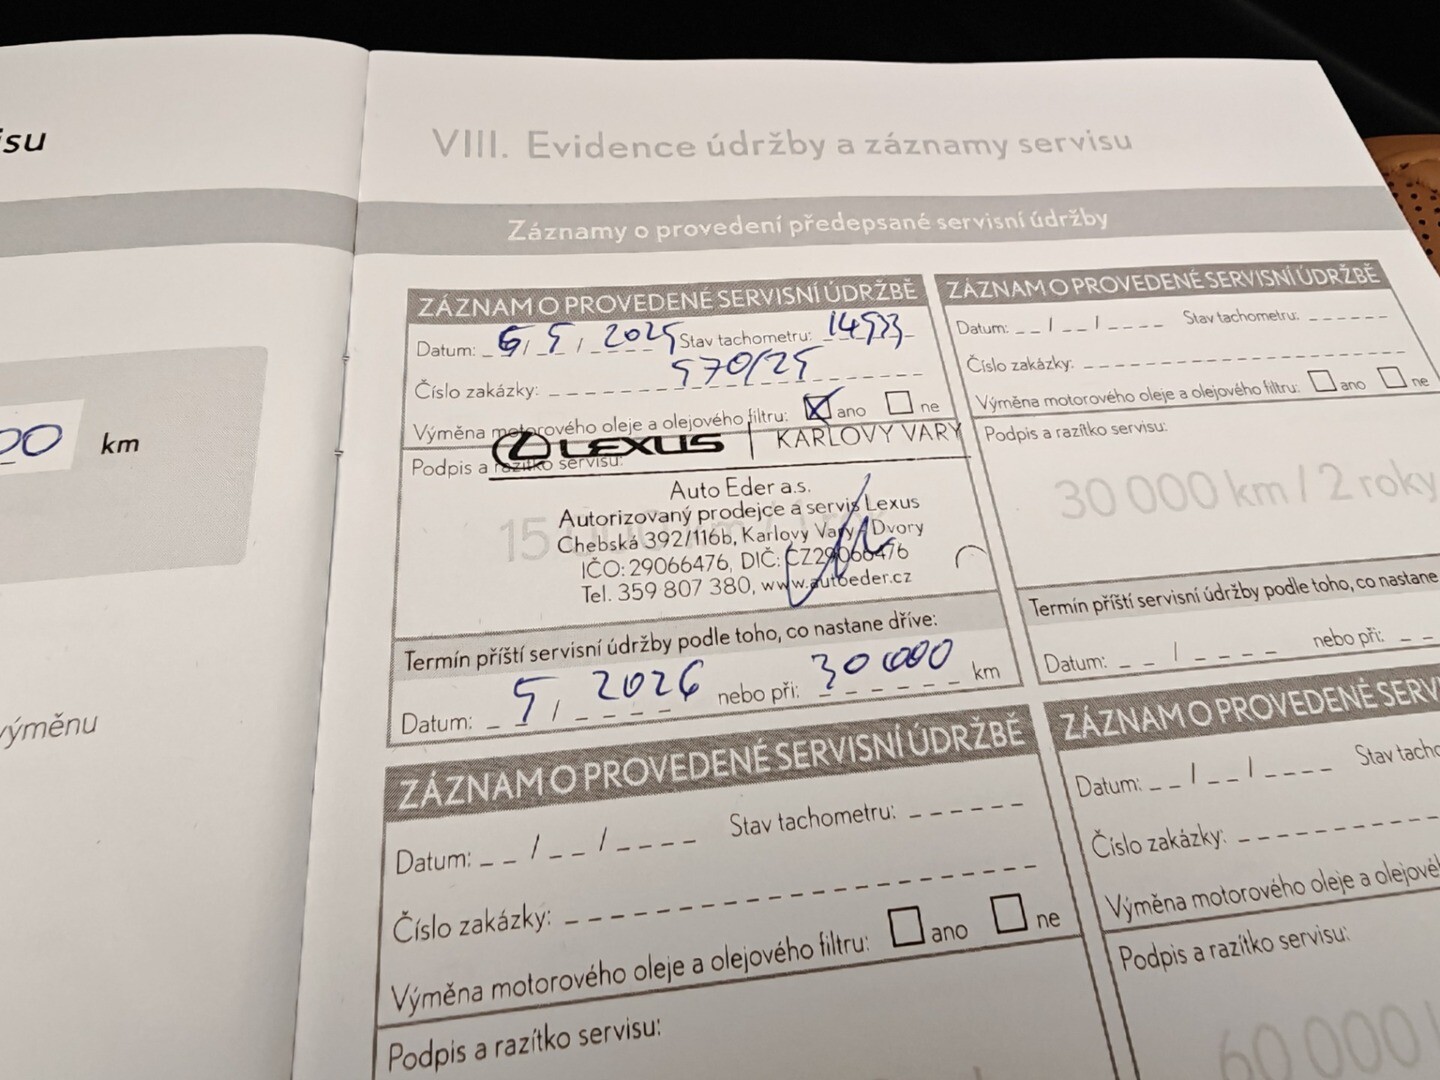 isu
VIII. Evidence údržby a záznamy servisu
Záznamy o provedení předepsané servisní údržby
00 km
výměnu
ZÁZNAM O PROVEDENÉ SERVISNÍ ÚDRŽBĚ
Datum: 6 / 5 / 2025 Stav tachometru:
Číslo zakázky: 570/25
Výměna motorového oleje a olejového filtru: ano ne
Podpis a razítko servisu:
LEXUS | KARLOVY VARY
Auto Eder a.s.
Autorizovaný prodejce a servis Lexus
Chebská 392/116b, Karlovy Vary - Dvory
IČO: 29066476, DIČ: CZ29066476
Tel. 359 807 380, www.autoeder.cz
Termín příští servisní údržby podle toho, co nastane dříve:
Datum: 5 / 2026 nebo při: 30 000 km
ZÁZNAM O PROVEDENÉ SERVISNÍ ÚDRŽBĚ
Datum: _ _ / _ _ / _ _ _ _ Stav tachometru: _ _ _ _ _ _
Číslo zakázky:
Výměna motorového oleje a olejového filtru: ano ne
Podpis a razítko servisu:
30 000 km / 2 roky
Termín příští servisní údržby podle toho, co nastane
Datum: _ _ / _ _ _ _ nebo při: _ _
ZÁZNAM O PROVEDENÉ SERVISNÍ ÚDRŽBĚ
Datum: _ _ / _ _ / _ _ _ _ Stav tachometru: _ _ _ _ _ _
Číslo zakázky:
Výměna motorového oleje a olejového filtru: ano ne
Podpis a razítko servisu:
ZÁZNAM O PROVEDENÉ SERV
Datum: _ _ / _ _ / _ _ _ _ Stav tacho
Číslo zakázky:
Výměna motorového oleje a olejové
Podpis a razítko servisu:
60 000